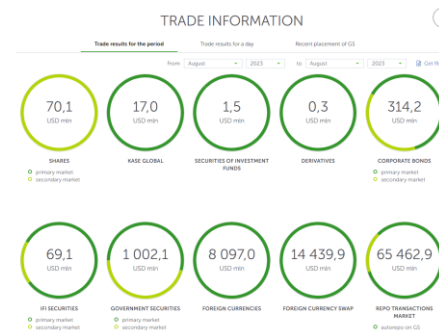 TRADE INFORMATION
Trade results for the period Trade results for a day Recent placement of GS
From August 2023 to August 2023 Get fil
70,1 17,0 1,5 0,3 314,2
USD mln USD mln USD mln USD mln USD mln
SHARES KASE GLOBAL SECURITIES OF INVESTMENT FUNDS DERIVATIVES CORPORATE BONDS
primary market primary market
secondary market secondary market
69,1 1 002,1 8 097,0 14 439,9 65 462,9
USD mln USD mln USD mln USD mln USD mln
IFI SECURITIES GOVERNMENT SECURITIES FOREIGN CURRENCIES FOREIGN CURRENCY SWAP REPO TRANSACTIONS MARKET
primary market primary market autorepo on GS
secondary market secondary market